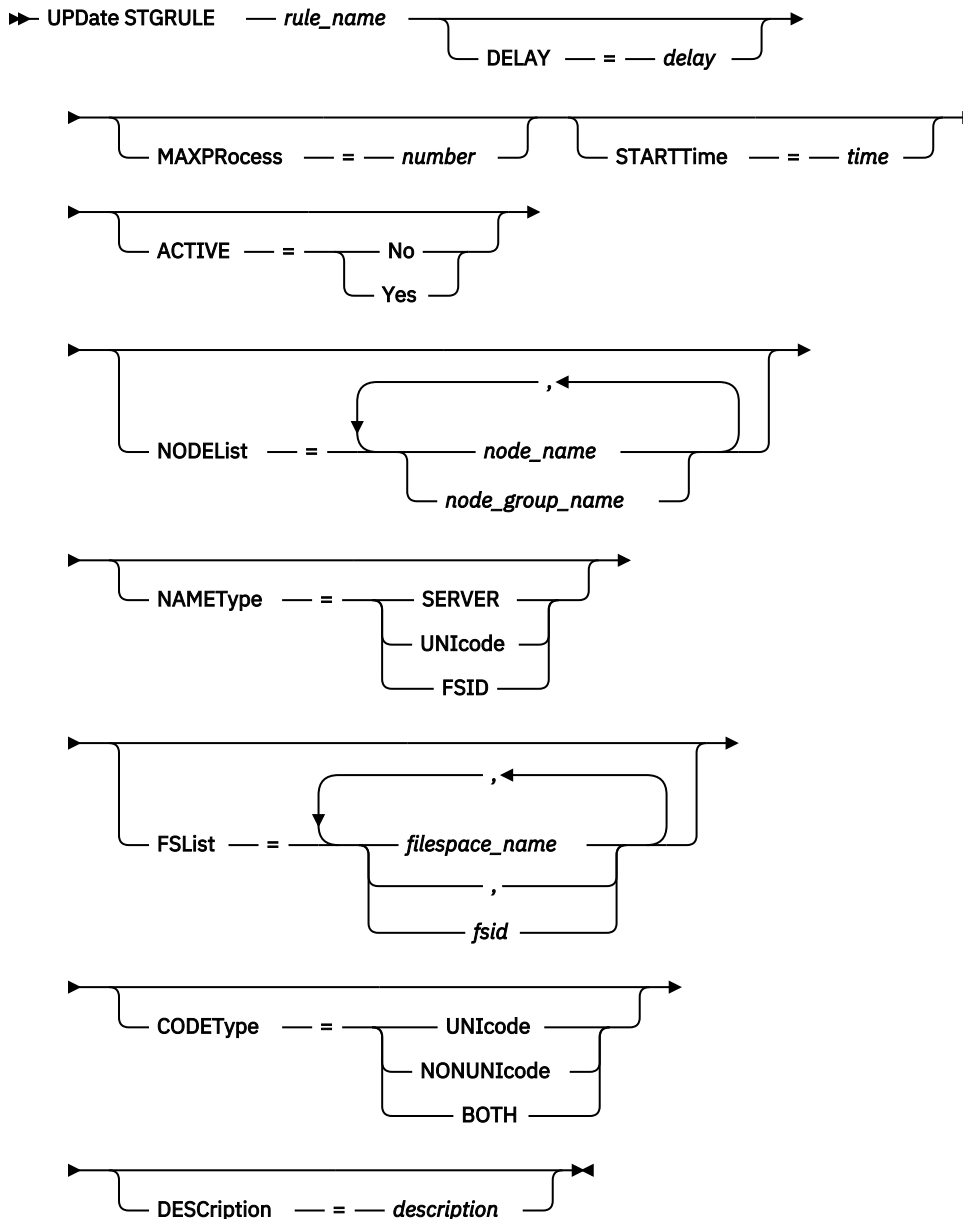 UPDate STGRULE — rule_name
DELAY — = — delay
MAXPRocess — = — number STARTTime — = — time
ACTIVE — = — No
Yes
,
NODEList — = — node_name
node_group_name
NAMEType — = — SERVER
UNIcode
FSID
,
FSList — = — filespace_name
,
fsid
CODEType — = — UNIcode
NONUNIcode
BOTH
DESCription — = — description